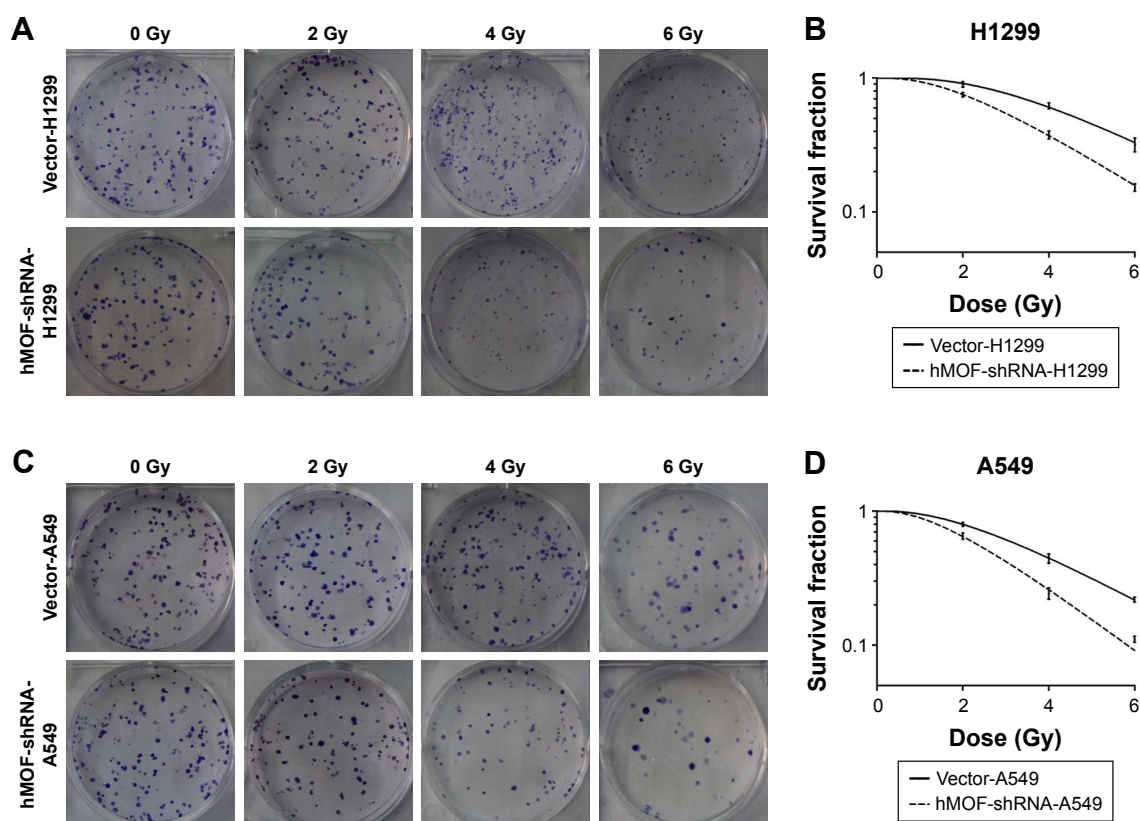 A
0 Gy 2 Gy 4 Gy 6 Gy
Vector-H1299
hMOF-shRNA-
H1299
B
H1299
Survival fraction
1
0.1
0 2 4 6
Dose (Gy)
Vector-H1299
hMOF-shRNA-H1299
C
0 Gy 2 Gy 4 Gy 6 Gy
Vector-A549
hMOF-shRNA-
A549
D
A549
Survival fraction
1
0.1
0 2 4 6
Dose (Gy)
Vector-A549
hMOF-shRNA-A549